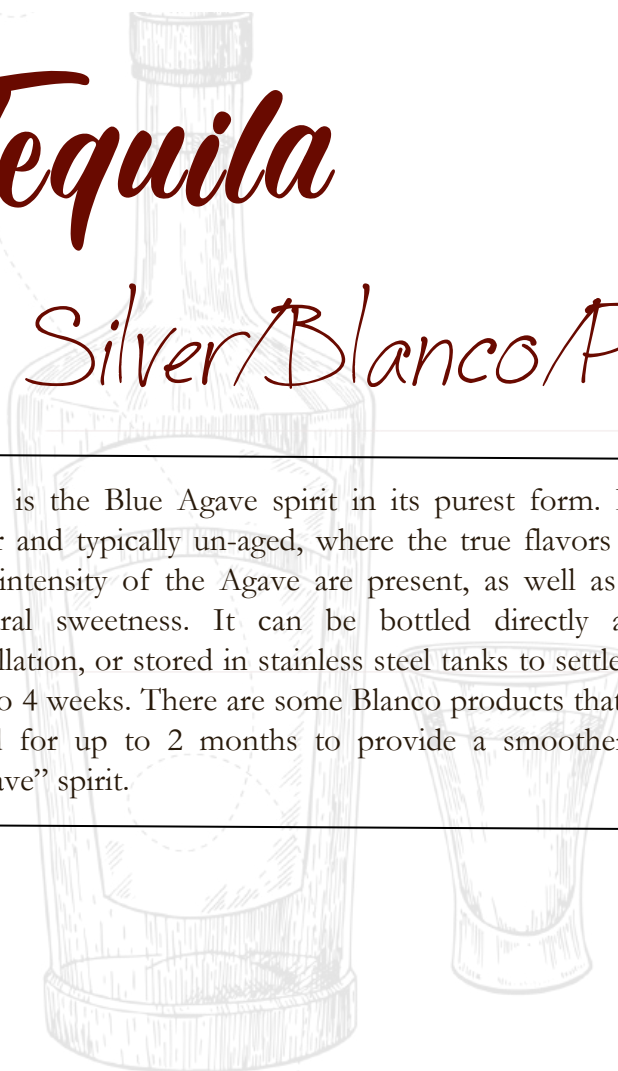 Tequila
Silver/Blanco/P
is the Blue Agave spirit in its purest form.
and typically un-aged, where the true flavors
intensity of the Agave are present, as well as
ral sweetness. It can be bottled directly a
llation, or stored in stainless steel tanks to settle
o 4 weeks. There are some Blanco products that
l for up to 2 months to provide a smoother
ave” spirit.